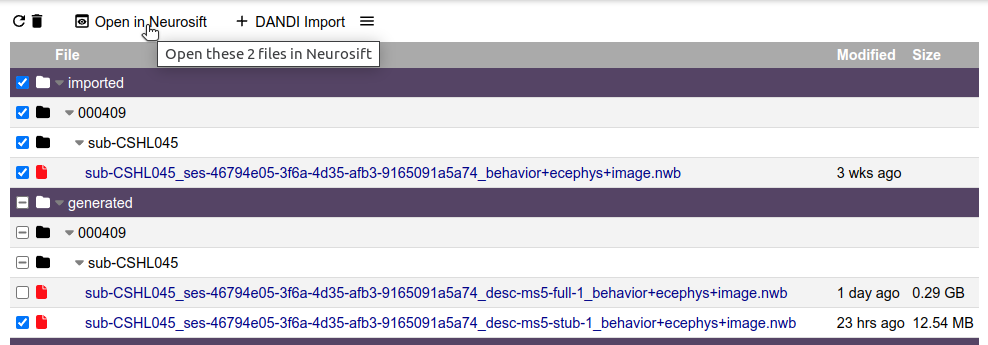 Open in Neurosift DANDI Import
Open these 2 files in Neurosift
File Modified Size
imported
000409
sub-CSHL045
sub-CSHL045_ses-46794e05-3f6a-4d35-afb3-9165091a5a74_behavior+ecephys+image.nwb 3 wks ago
generated
000409
sub-CSHL045
sub-CSHL045_ses-46794e05-3f6a-4d35-afb3-9165091a5a74_desc-ms5-full-1_behavior+ecephys+image.nwb 1 day ago 0.29 GB
sub-CSHL045_ses-46794e05-3f6a-4d35-afb3-9165091a5a74_desc-ms5-stub-1_behavior+ecephys+image.nwb 23 hrs ago 12.54 MB